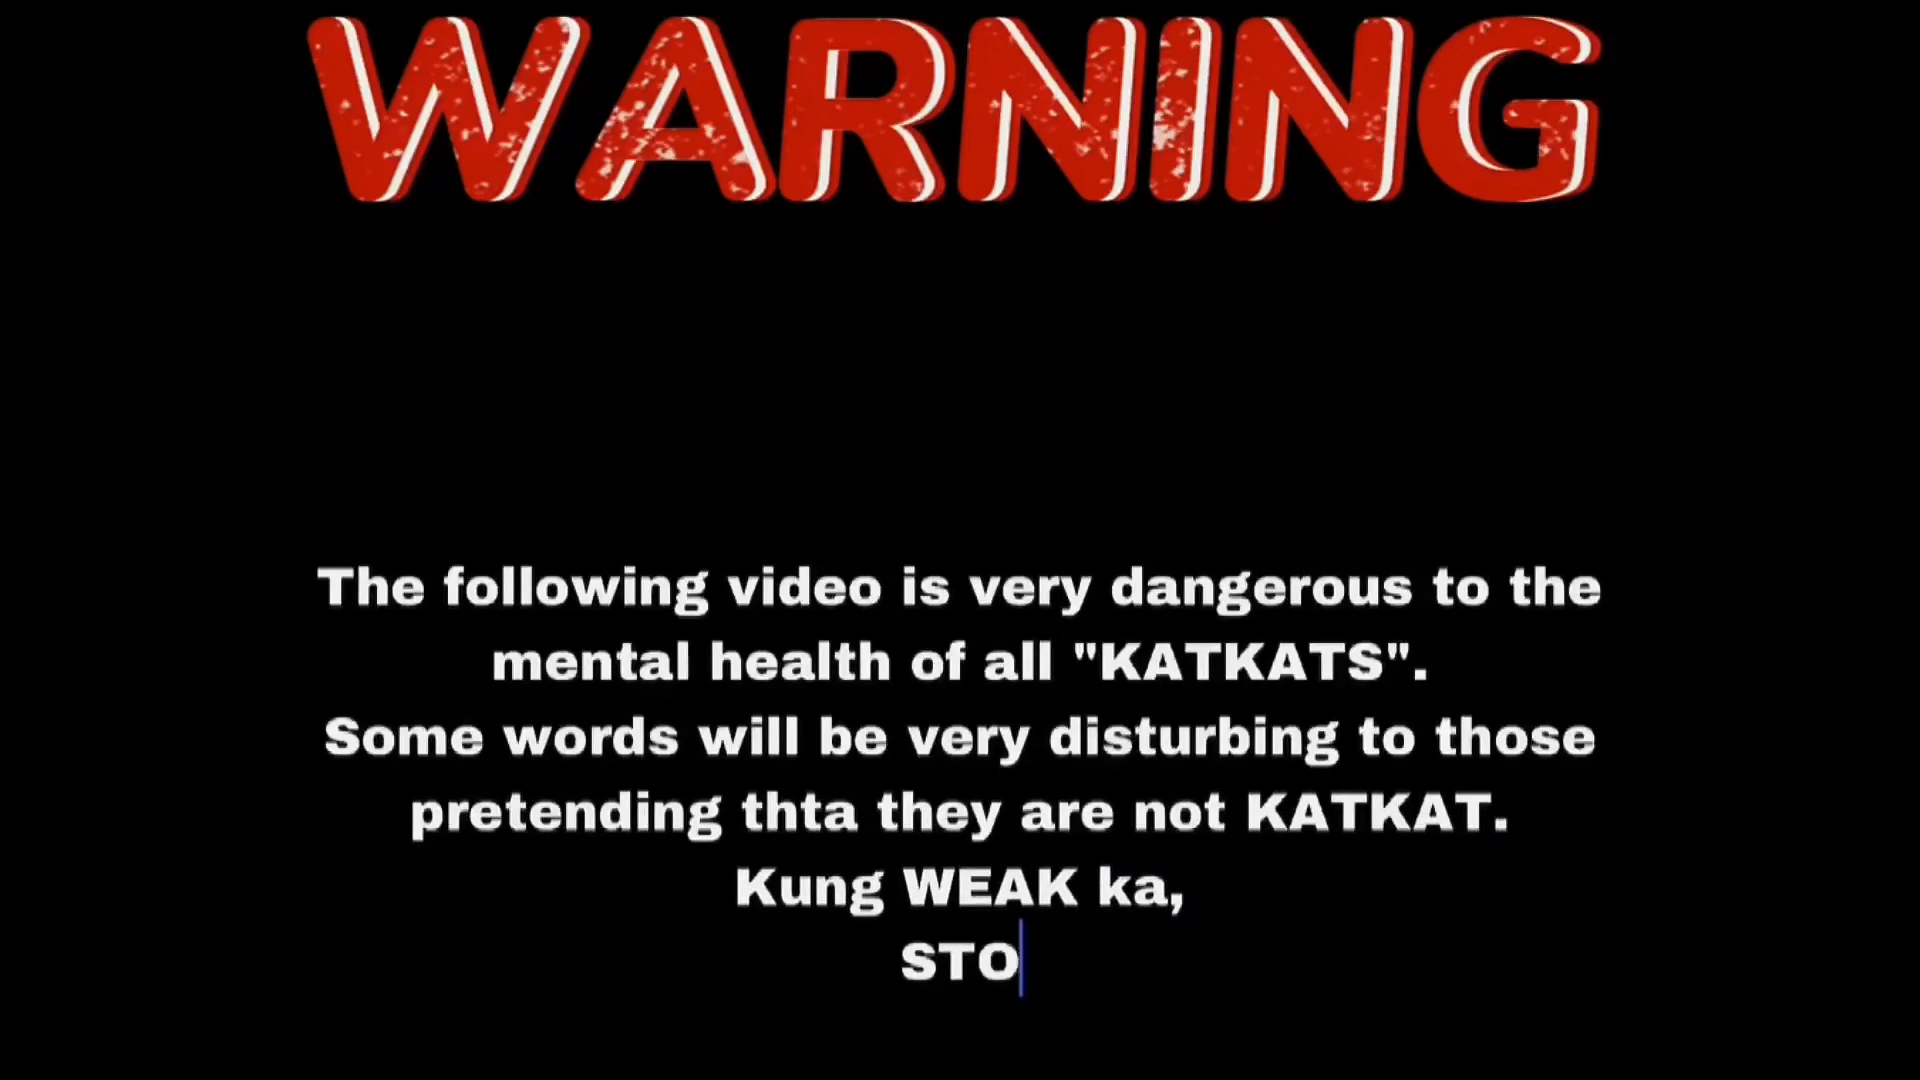 WARNING
The following video is very dangerous to the
mental health of all "KATKATS".
Some words will be very disturbing to those
pretending thta they are not KATKAT.
Kung WEAK ka,
STO